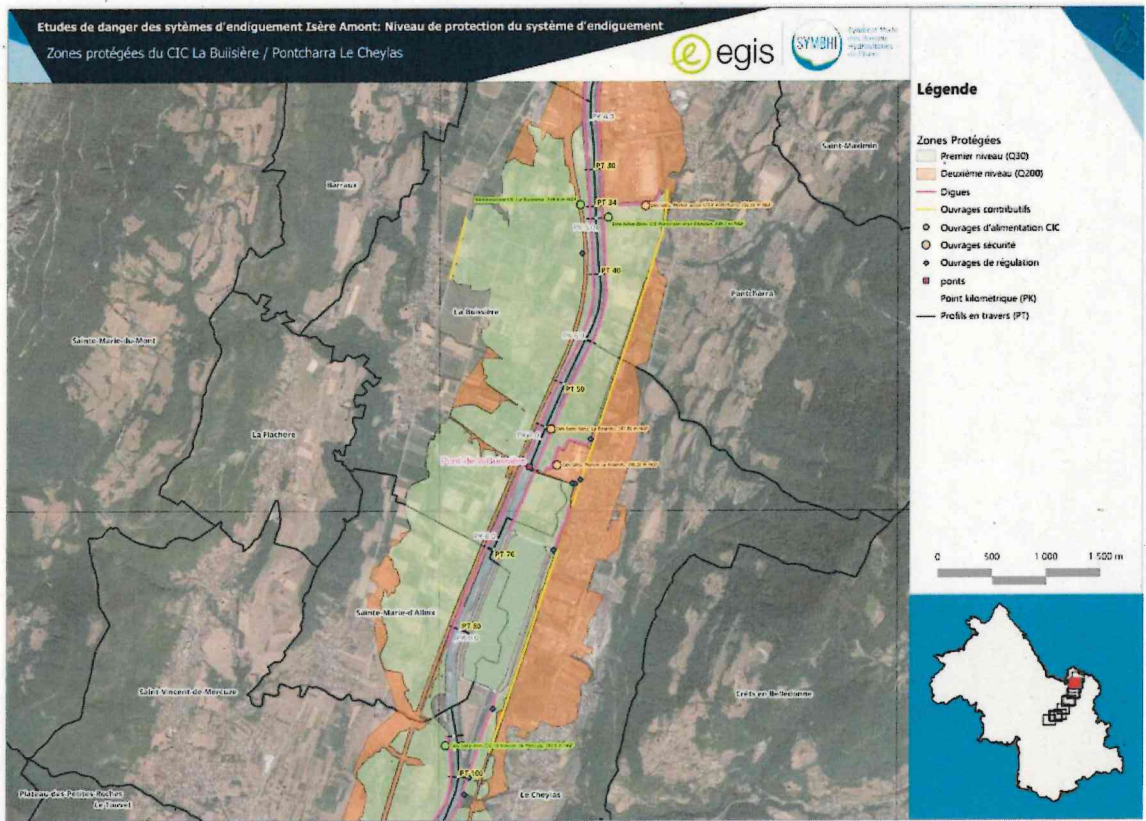 Etudes de danger des sytèmes d'endiguement Isère Amont: Niveau de protection du système d'endiguement
Zones protégées du CIC La Buiisière / Pontcharra Le Cheylas
egis
SYMBHI
Légende
Zones Protégées
Premier niveau (Q30)
Deuxième niveau (Q200)
Digues
Ouvrages contributifs
Ouvrages d'alimentation CIC
Ouvrages sécurité
Ouvrages de régulation
ponts
Point kilométrique (PK)
Profils en travers (PT)
0 500 1 000 1 500 m
Saint-Maximin
Barraux
PT 30
PT 34
PT 40
Pontcharra
La Buissière
Sainte-Marie-du-Mont
PT 50
La Flachère
Pont de la Buissière
PT 70
Sainte-Marie-d'Alloix
PT 80
Saint-Vincent-de-Mercuze
Crêts en Belledonne
PT 100
Plateau-des-Petites-Roches
Le Touvet
Le Cheylas